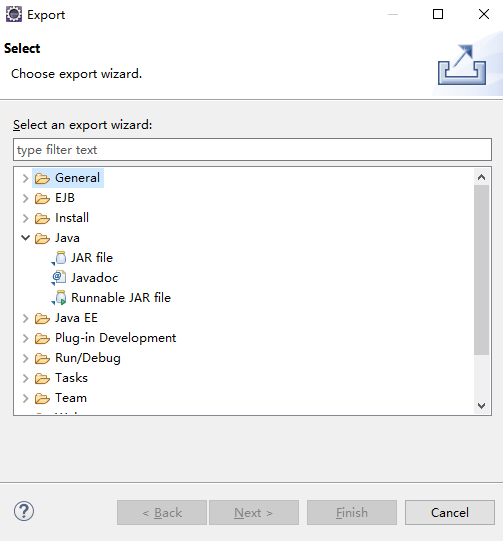 Export
Select
Choose export wizard.
Select an export wizard:
type filter text
General
EJB
Install
Java
JAR file
Javadoc
Runnable JAR file
Java EE
Plug-in Development
Run/Debug
Tasks
Team
< Back
Next >
Finish
Cancel